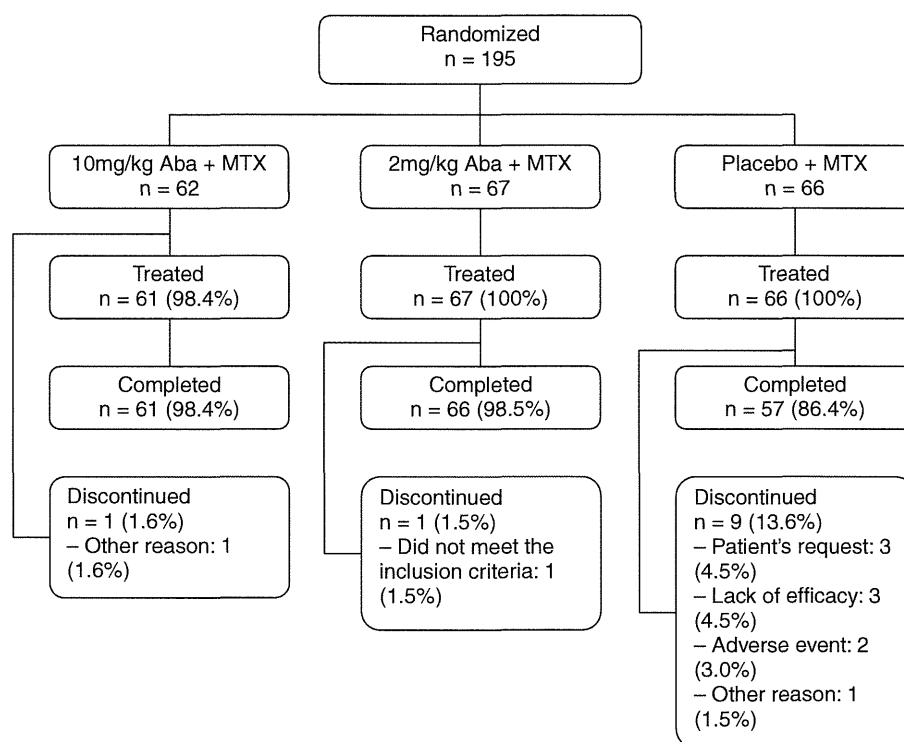 Randomized
n = 195
10mg/kg Aba + MTX
n = 62
2mg/kg Aba + MTX
n = 67
Placebo + MTX
n = 66
Treated
n = 61 (98.4%)
Treated
n = 67 (100%)
Treated
n = 66 (100%)
Completed
n = 61 (98.4%)
Completed
n = 66 (98.5%)
Completed
n = 57 (86.4%)
Discontinued
n = 1 (1.6%)
– Other reason: 1
(1.6%)
Discontinued
n = 1 (1.5%)
– Did not meet the
inclusion criteria: 1
(1.5%)
Discontinued
n = 9 (13.6%)
– Patient's request: 3
(4.5%)
– Lack of efficacy: 3
(4.5%)
– Adverse event: 2
(3.0%)
– Other reason: 1
(1.5%)